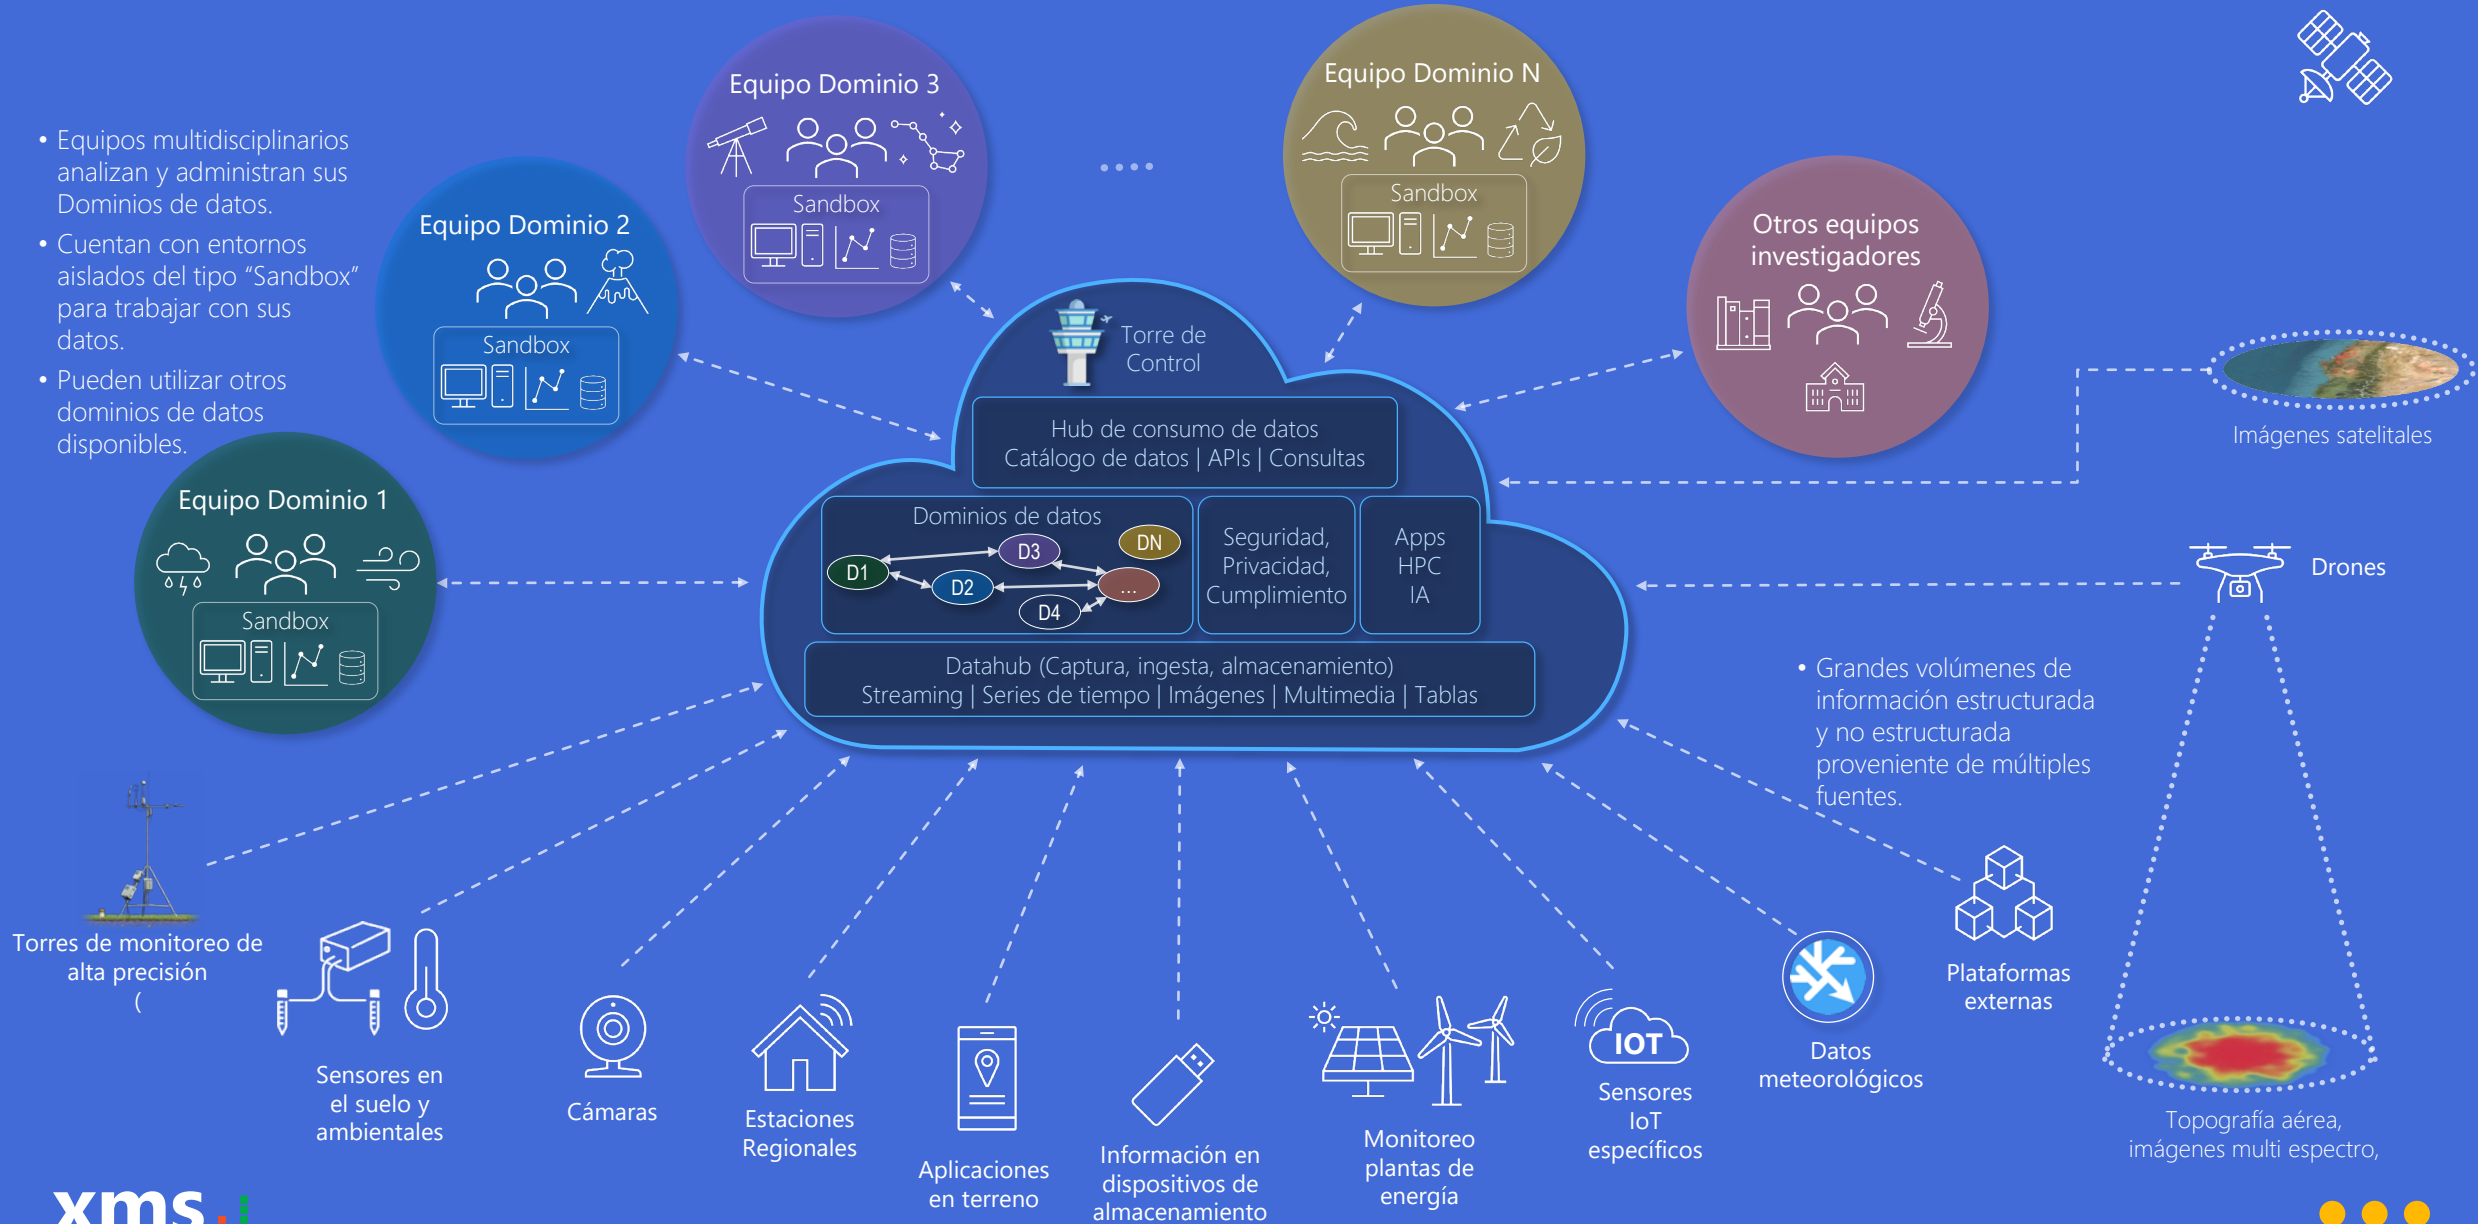 • Equipos multidisciplinarios
analizan y administran sus
Dominios de datos.
• Cuentan con entornos
aislados del tipo “Sandbox”
para trabajar con sus
datos.
• Pueden utilizar otros
dominios de datos
disponibles.
Equipo Dominio 1
Sandbox
Equipo Dominio 2
Sandbox
Equipo Dominio 3
Sandbox
....
Equipo Dominio N
Sandbox
Otros equipos
investigadores
Torre de
Control
Hub de consumo de datos
Catálogo de datos | APIs | Consultas
Dominios de datos
D1
D2
D3
D4
...
DN
Seguridad,
Privacidad,
Cumplimiento
Apps
HPC
IA
Datahub (Captura, ingesta, almacenamiento)
Streaming | Series de tiempo | Imágenes | Multimedia | Tablas
Imágenes satelitales
Drones
• Grandes volúmenes de
información estructurada
y no estructurada
proveniente de múltiples
fuentes.
Torres de monitoreo de
alta precisión
(
Sensores en
el suelo y
ambientales
Cámaras
Estaciones
Regionales
Aplicaciones
en terreno
Información en
dispositivos de
almacenamiento
Monitoreo
plantas de
energía
IOT
Sensores
IoT
específicos
Datos
meteorológicos
Plataformas
externas
Topografía aérea,
imágenes multi espectro,
xms